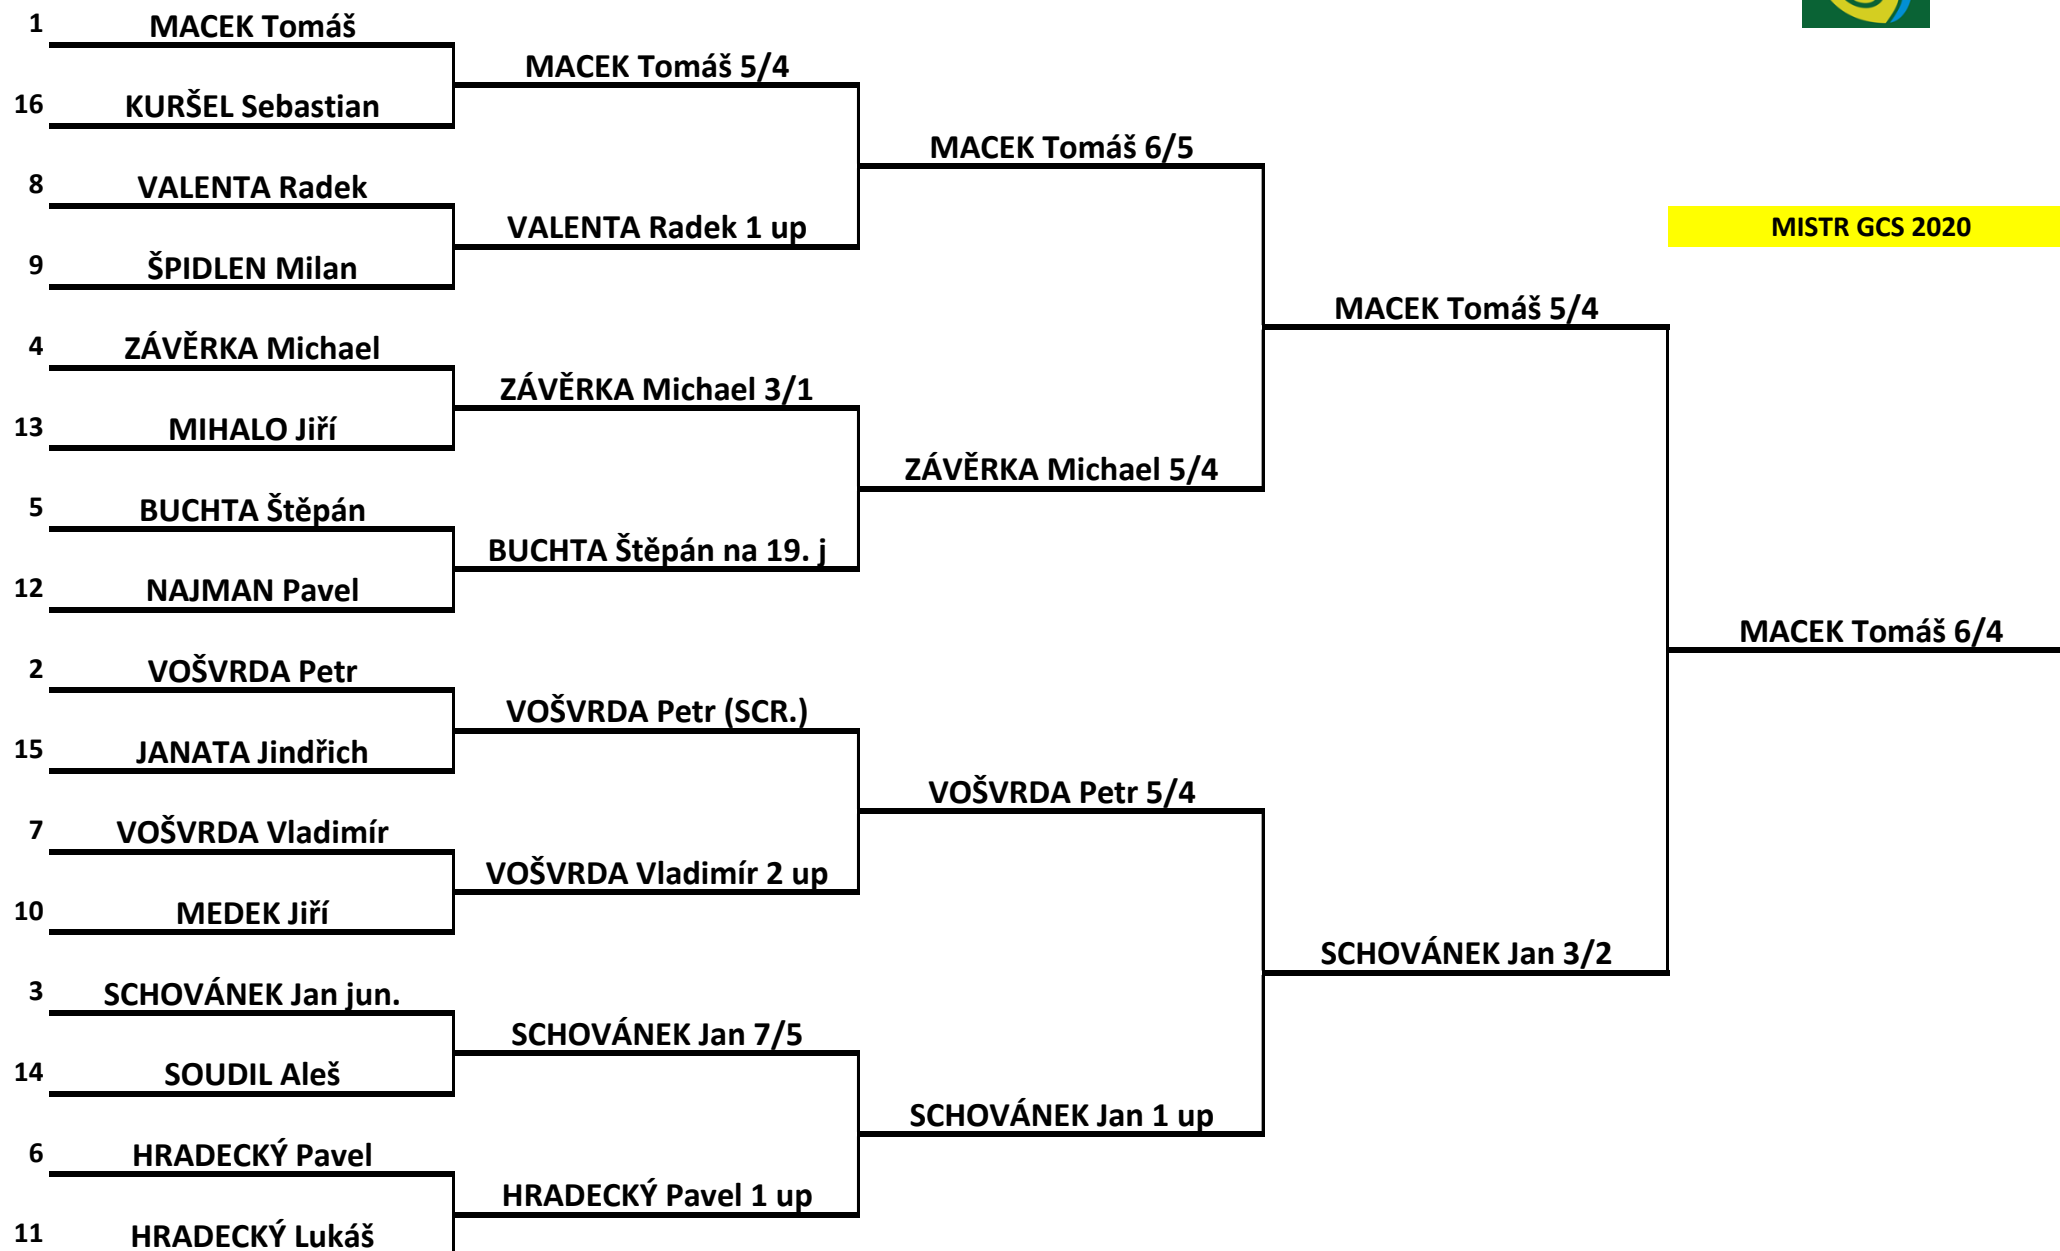 1 MACEK Tomáš
MACEK Tomáš 5/4
16 KURŠEL Sebastian
MACEK Tomáš 6/5
8 VALENTA Radek
VALENTA Radek 1 up
MISTR GCS 2020
9 ŠPIDLEN Milan
MACEK Tomáš 5/4
4 ZÁVĚRKA Michael
ZÁVĚRKA Michael 3/1
13 MIHALO Jiří
ZÁVĚRKA Michael 5/4
5 BUCHTA Štěpán
BUCHTA Štěpán na 19. j
12 NAJMAN Pavel
MACEK Tomáš 6/4
2 VOŠVRDA Petr
VOŠVRDA Petr (SCR.)
15 JANATA Jindřich
VOŠVRDA Petr 5/4
7 VOŠVRDA Vladimír
VOŠVRDA Vladimír 2 up
10 MEDEK Jiří
SCHOVÁNEK Jan 3/2
3 SCHOVÁNEK Jan jun.
SCHOVÁNEK Jan 7/5
14 SOUDIL Aleš
SCHOVÁNEK Jan 1 up
6 HRADECKÝ Pavel
HRADECKÝ Pavel 1 up
11 HRADECKÝ Lukáš